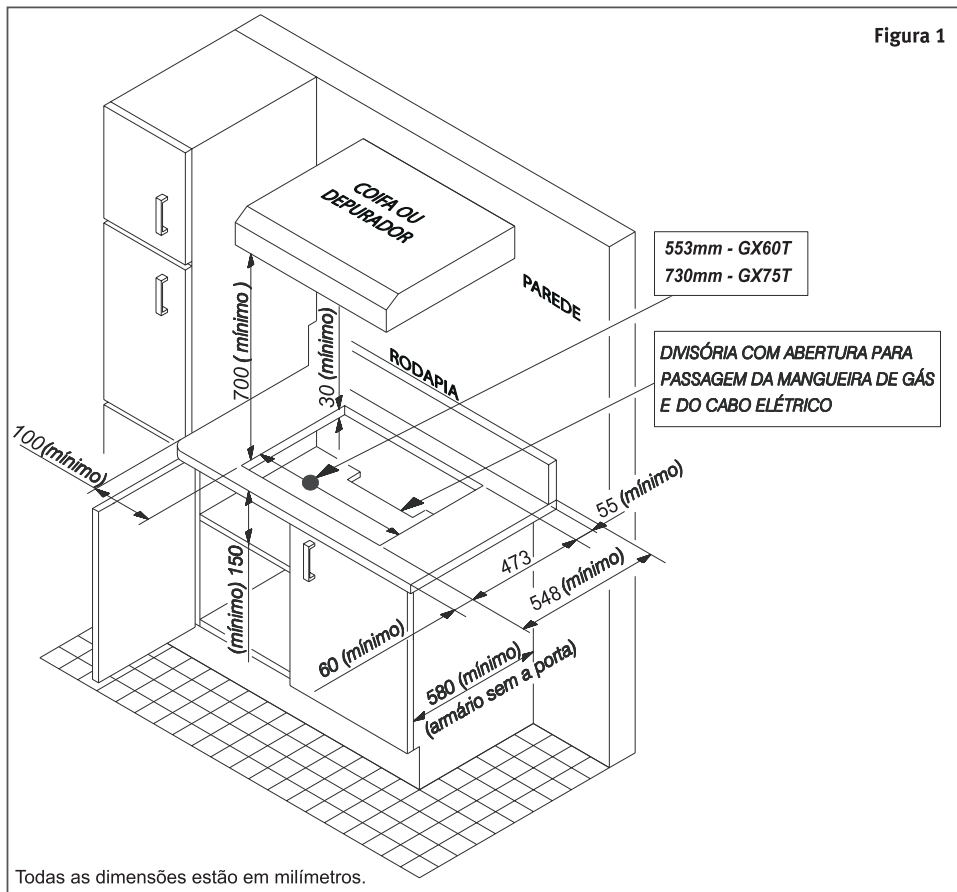 Figura 1
COIFA OU
DEPURADOR
553mm - GX60T
730mm - GX75T
PAREDE
700 ( mínimo)
30 (mínimo)
RODAPIA
DIVISÓRIA COM ABERTURA PARA
PASSAGEM DA MANGUEIRA DE GÁS
E DO CABO ELÉTRICO
100(mínimo)
55 (mínimo)
473
548 (mínimo)
(mínimo) 150
60 (mínimo)
580 (mínimo)
(armário sem a porta)
Todas as dimensões estão em milímetros.